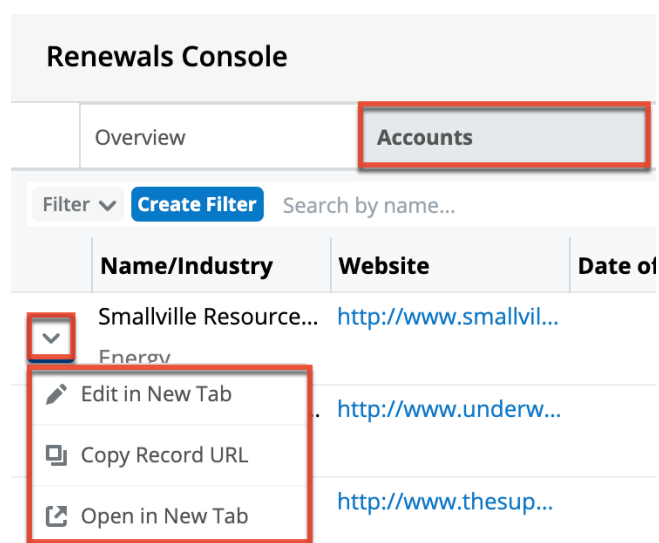 Renewals Console
Overview Accounts
Filter Create Filter Search by name...
Name/Industry Website Date of
Smallville Resource... http://www.smallvil...
Energy
Edit in New Tab
. http://www.underw...
Copy Record URL
http://www.thesup...
Open in New Tab